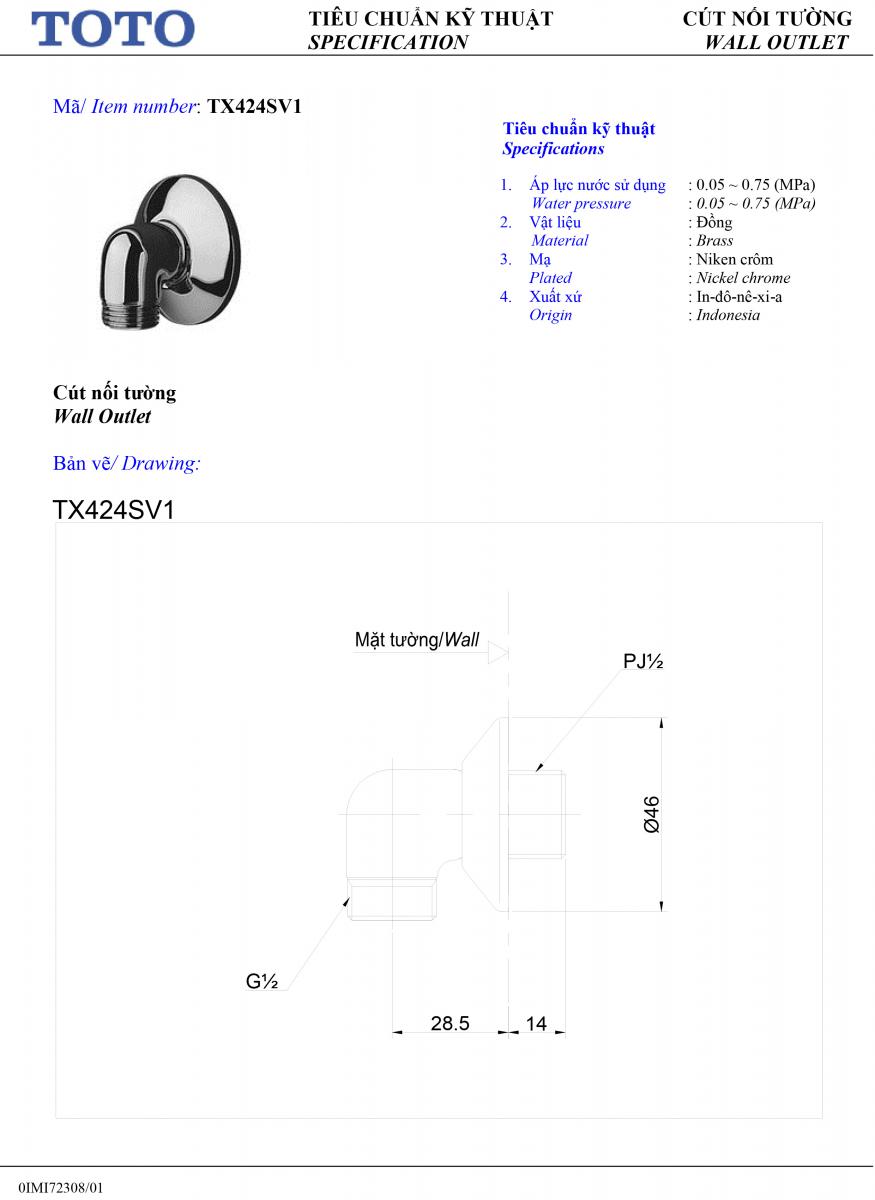 TOTO
TIÊU CHUẨN KỸ THUẬT
SPECIFICATION
CÚT NỐI TƯỜNG
WALL OUTLET
Mã/ Item number: TX424SV1
Tiêu chuẩn kỹ thuật
Specifications
1. Áp lực nước sử dụng : 0.05 ~ 0.75 (MPa)
Water pressure : 0.05 ~ 0.75 (MPa)
2. Vật liệu : Đồng
Material : Brass
3. Mạ : Niken crôm
Plated : Nickel chrome
4. Xuất xứ : In-đô-nê-xi-a
Origin : Indonesia
Cút nối tường
Wall Outlet
Bản vẽ/ Drawing:
TX424SV1
Mặt tường/Wall
PJ½
Ø46
G½
28.5
14
0IMI72308/01